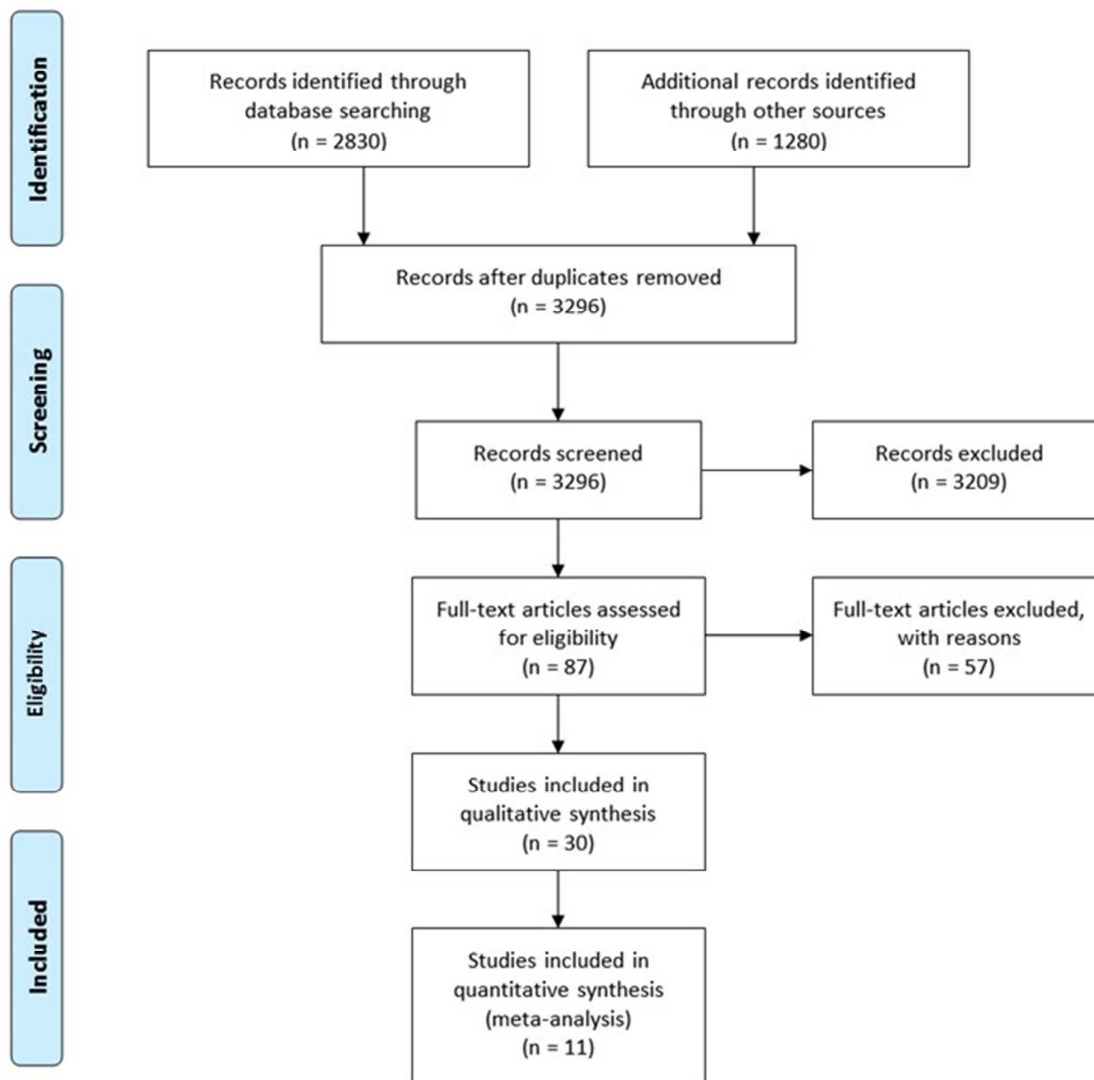 Identification
Records identified through
database searching
(n = 2830)
Additional records identified
through other sources
(n = 1280)
Records after duplicates removed
(n = 3296)
Screening
Records screened
(n = 3296)
Records excluded
(n = 3209)
Eligibility
Full-text articles assessed
for eligibility
(n = 87)
Full-text articles excluded,
with reasons
(n = 57)
Studies included in
qualitative synthesis
(n = 30)
Included
Studies included in
quantitative synthesis
(meta-analysis)
(n = 11)